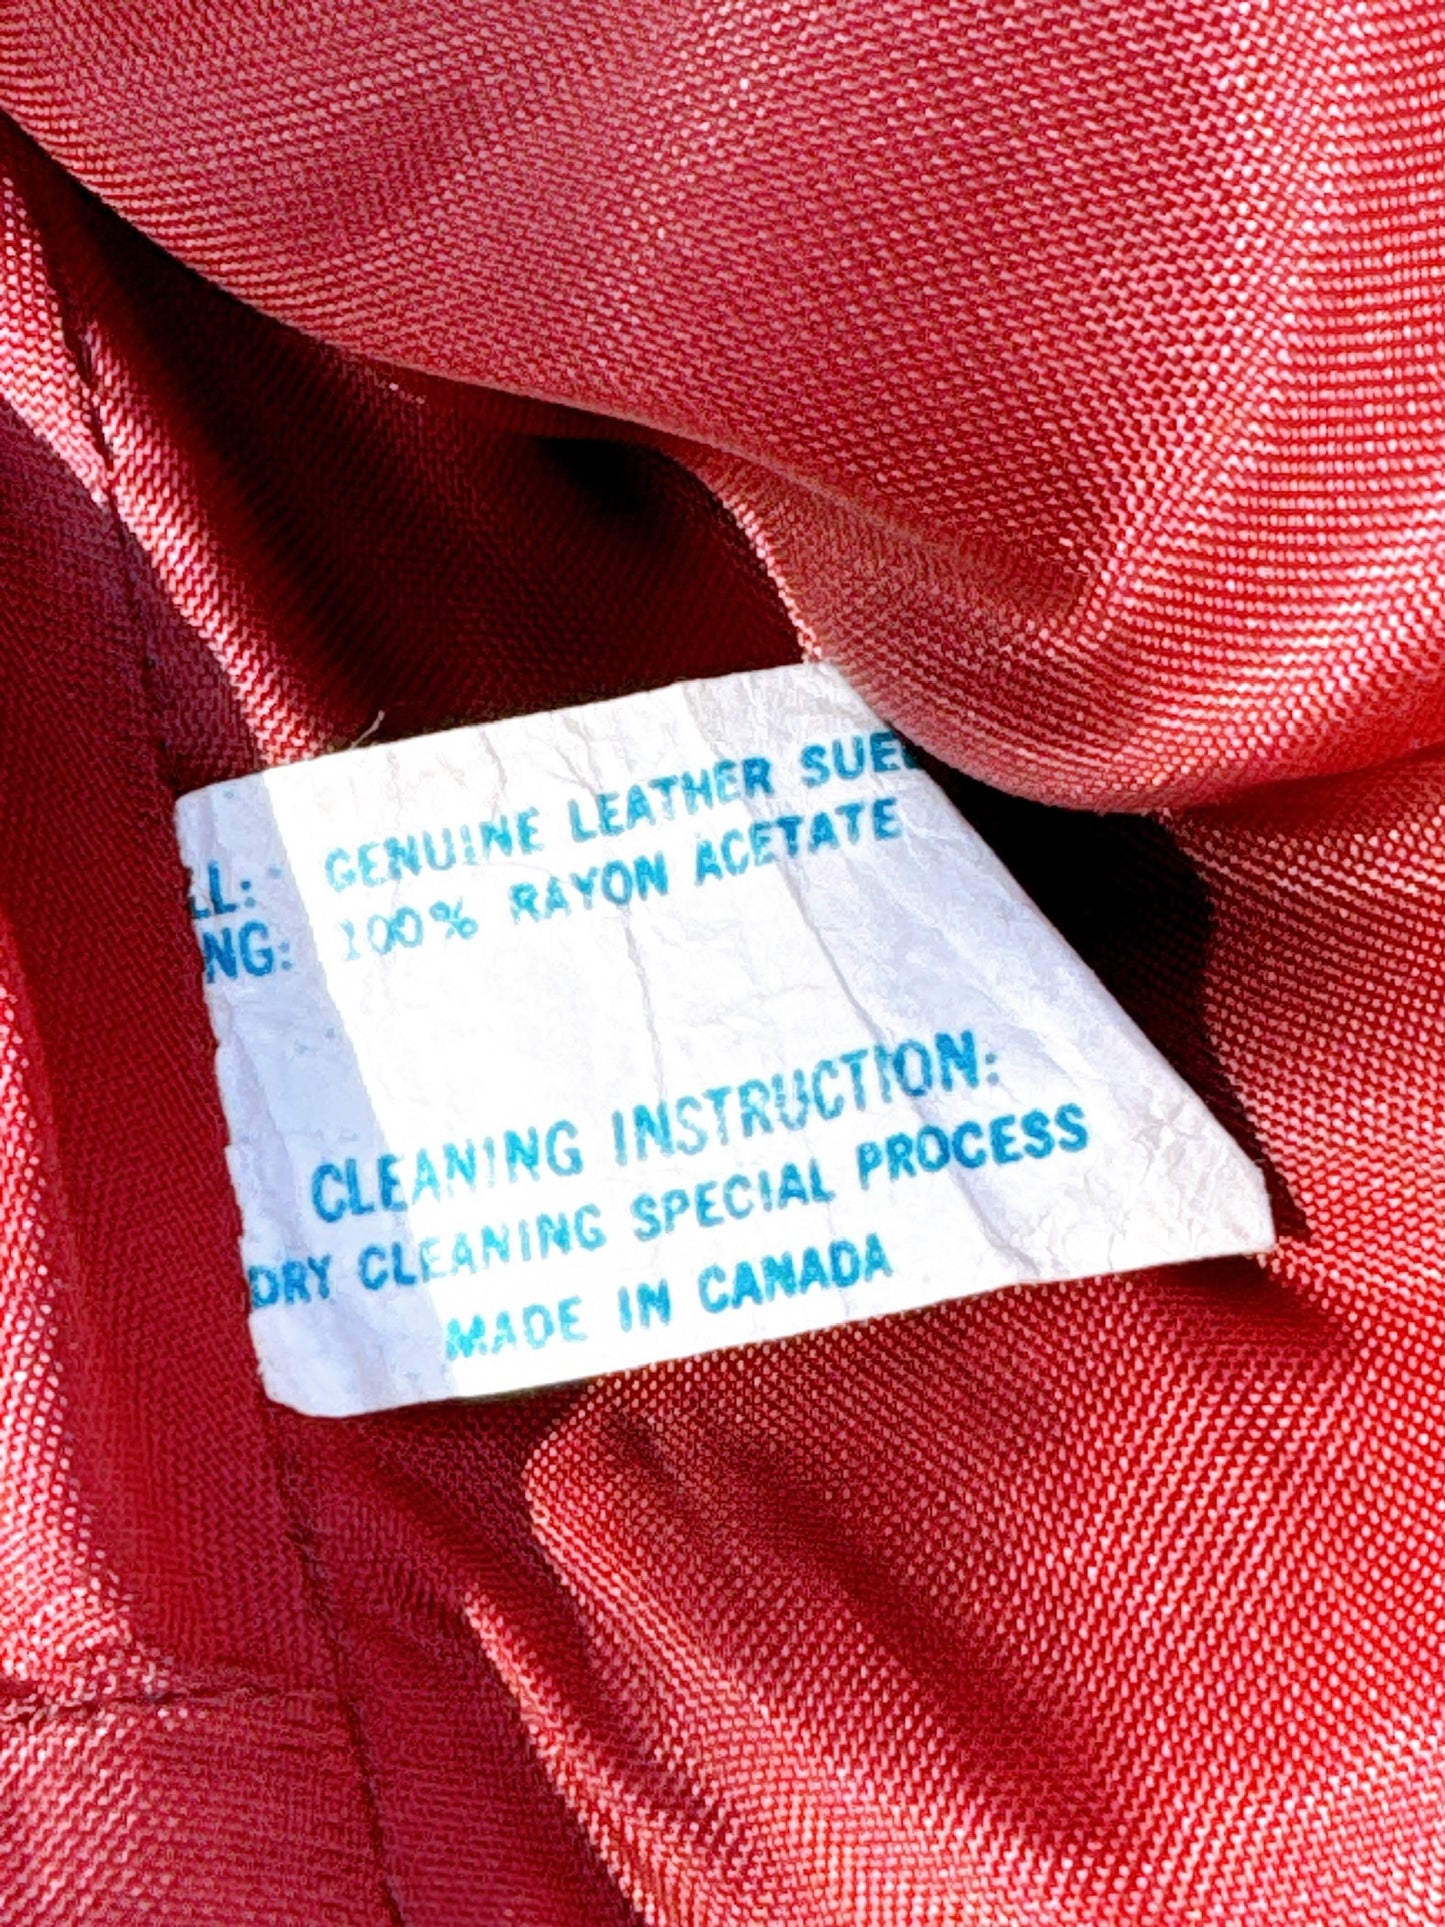 LL: GENUINE LEATHER SUE
NG: 100% RAYON ACETATE
CLEANING INSTRUCTION:
DRY CLEANING SPECIAL PROCESS
MADE IN CANADA